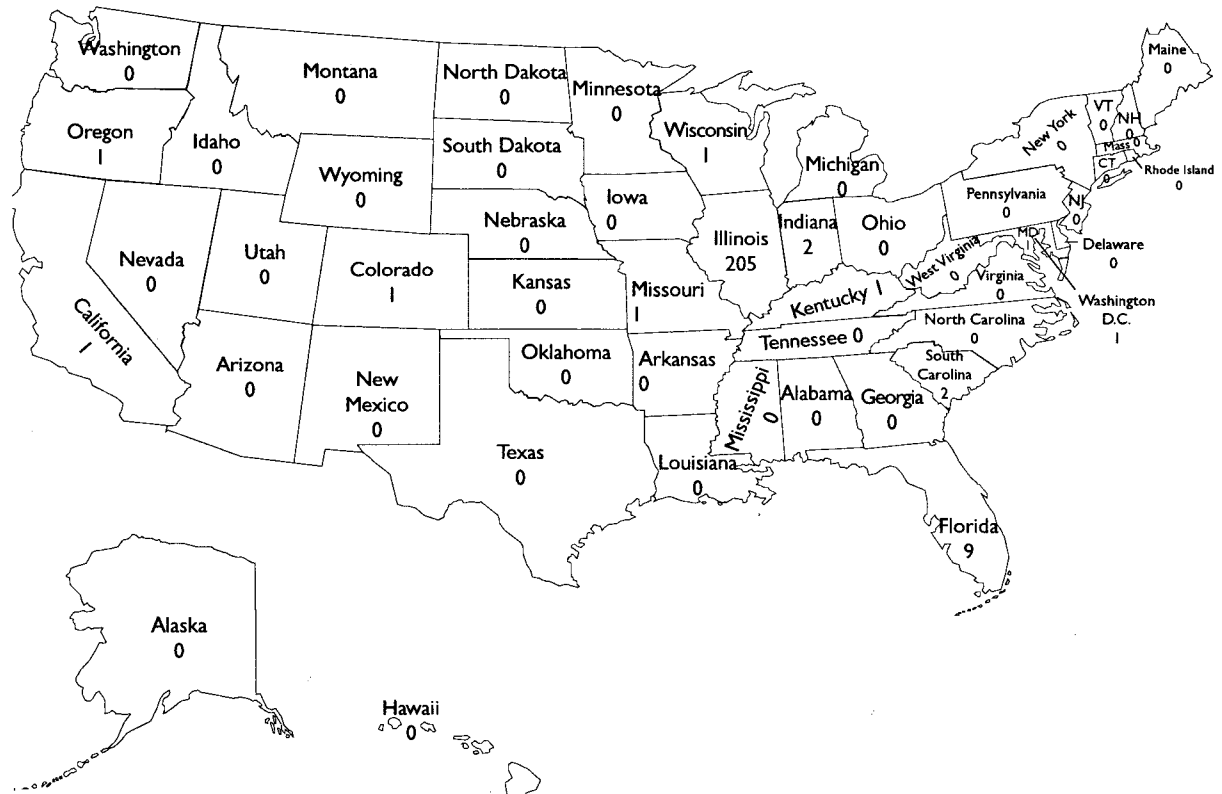 Washington
0
Oregon
1
California
1
Idaho
0
Nevada
0
Montana
0
Wyoming
0
Utah
0
Arizona
0
Colorado
1
New
Mexico
0
North Dakota
0
South Dakota
0
Nebraska
0
Kansas
0
Oklahoma
0
Texas
0
Minnesota
0
Iowa
0
Missouri
1
Arkansas
0
Louisiana
0
Wisconsin
1
Illinois
205
Michigan
0
Indiana
2
Ohio
0
Kentucky 1
Tennessee 0
Mississippi
0
Alabama
0
Georgia
0
Florida
9
South
Carolina
2
North Carolina
0
Virginia
0
West Virginia
0
MD
Washington
D.C.
1
Delaware
0
Pennsylvania
0
NJ
0
New York
0
CT
0
Rhode Island
0
Mass 0
VT
0
NH
0
Maine
0
Alaska
0
Hawaii
0